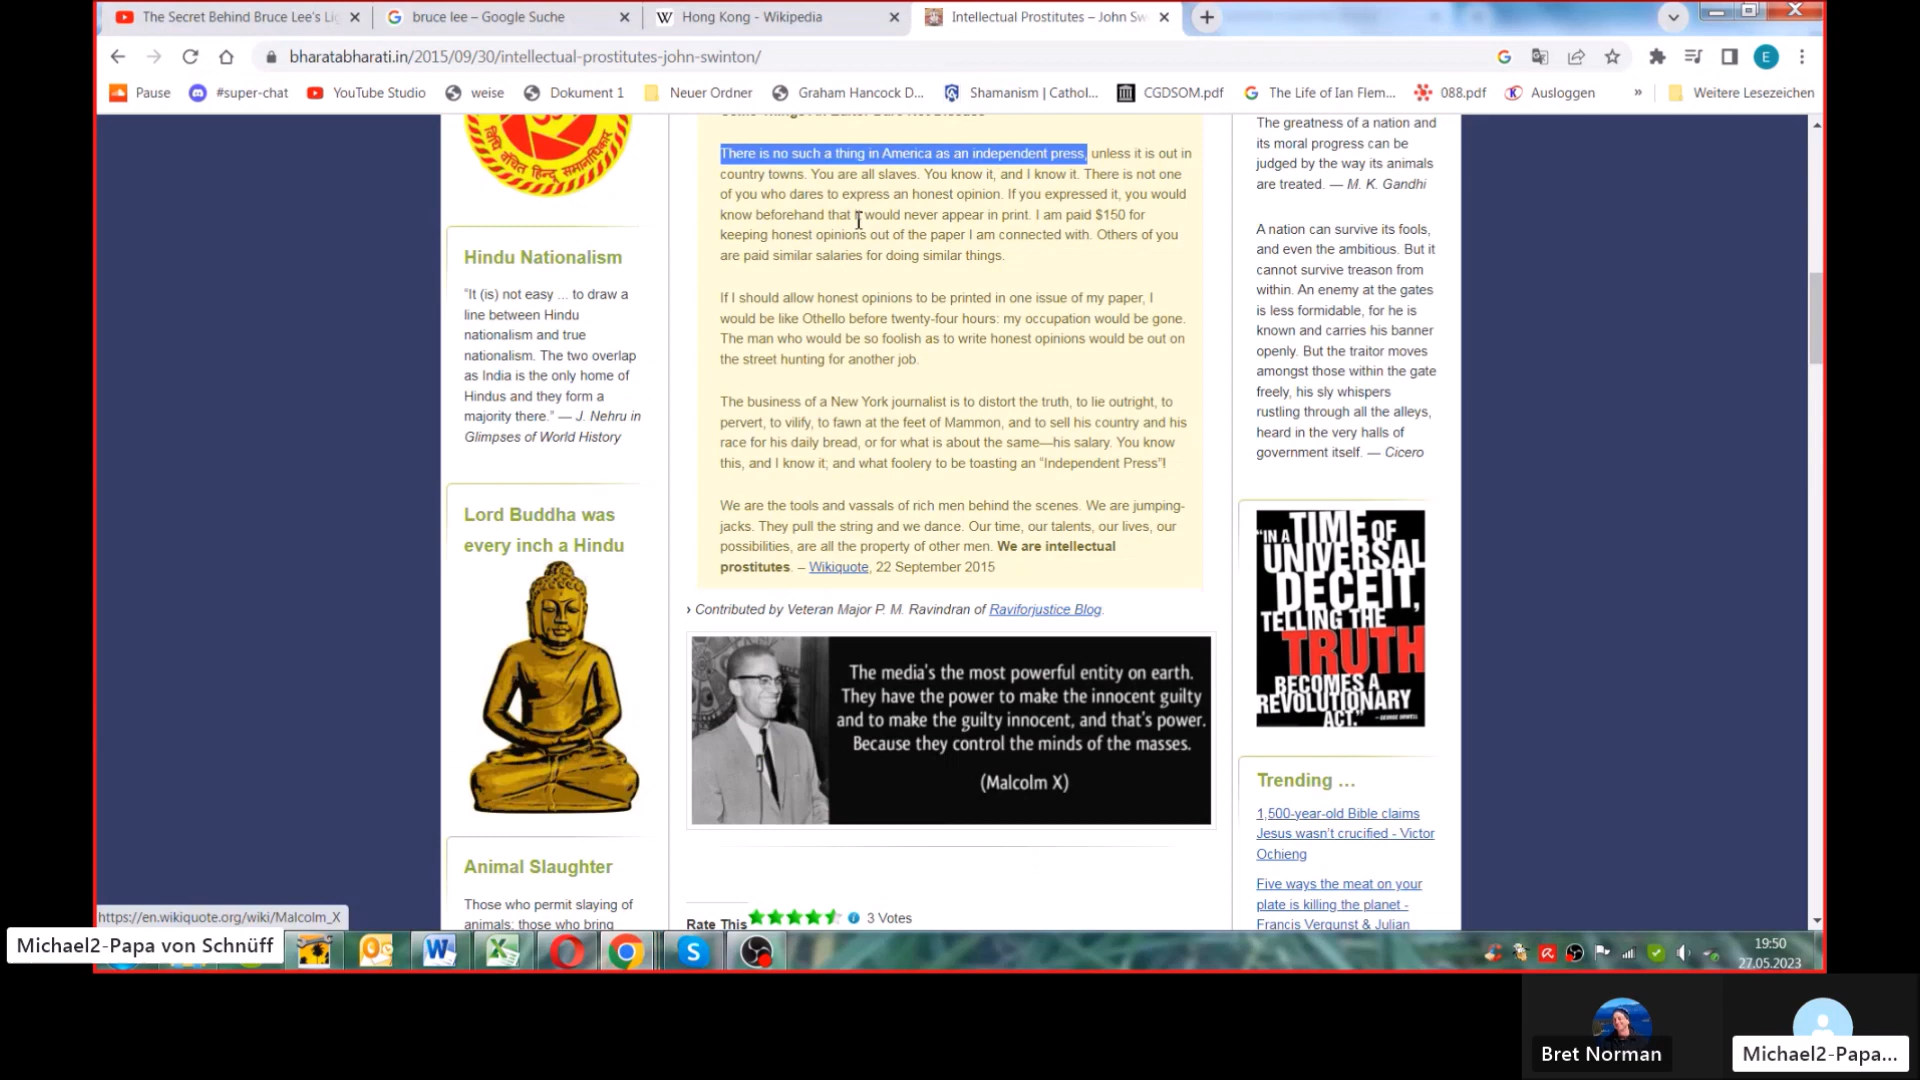 The Secret Behind Bruce Lee's Li
bruce lee – Google Suche
Hong Kong - Wikipedia
Intellectual Prostitutes – John Sw
bharatabharati.in/2015/09/30/intellectual-prostitutes-john-swinton/
E
Pause
#super-chat
YouTube Studio
weise
Dokument 1
Neuer Ordner
Graham Hancock D...
Shamanism | Cathol...
CGDSOM.pdf
The Life of Ian Flem...
088.pdf
Ausloggen
»
Weitere Lesezeichen
विधि वंचित हिन्दू समानाधिकार
Hindu Nationalism
"It (is) not easy ... to draw a
line between Hindu
nationalism and true
nationalism. The two overlap
as India is the only home of
Hindus and they form a
majority there." — J. Nehru in
Glimpses of World History
Lord Buddha was
every inch a Hindu
Animal Slaughter
Those who permit slaying of
animals; those who bring
There is no such a thing in America as an independent press, unless it is out in
country towns. You are all slaves. You know it, and I know it. There is not one
of you who dares to express an honest opinion. If you expressed it, you would
know beforehand that it would never appear in print. I am paid $150 for
keeping honest opinions out of the paper I am connected with. Others of you
are paid similar salaries for doing similar things.
If I should allow honest opinions to be printed in one issue of my paper, I
would be like Othello before twenty-four hours: my occupation would be gone.
The man who would be so foolish as to write honest opinions would be out on
the street hunting for another job.
The business of a New York journalist is to distort the truth, to lie outright, to
pervert, to vilify, to fawn at the feet of Mammon, and to sell his country and his
race for his daily bread, or for what is about the same—his salary. You know
this, and I know it; and what foolery to be toasting an “Independent Press”!
We are the tools and vassals of rich men behind the scenes. We are jumping-
jacks. They pull the string and we dance. Our time, our talents, our lives, our
possibilities, are all the property of other men. We are intellectual
prostitutes. – Wikiquote, 22 September 2015
› Contributed by Veteran Major P. M. Ravindran of Raviforjustice Blog.
The media's the most powerful entity on earth.
They have the power to make the innocent guilty
and to make the guilty innocent, and that's power.
Because they control the minds of the masses.
(Malcolm X)
Rate This
3 Votes
The greatness of a nation and
its moral progress can be
judged by the way its animals
are treated. — M. K. Gandhi
A nation can survive its fools,
and even the ambitious. But it
cannot survive treason from
within. An enemy at the gates
is less formidable, for he is
known and carries his banner
openly. But the traitor moves
amongst those within the gate
freely, his sly whispers
rustling through all the alleys,
heard in the very halls of
government itself. — Cicero
"IN A TIME OF
UNIVERSAL
DECEIT,
TELLING THE
TRUTH
BECOMES A
REVOLUTIONARY
ACT."
—GEORGE ORWELL
Trending …
1,500-year-old Bible claims
Jesus wasn't crucified - Victor
Ochieng
Five ways the meat on your
plate is killing the planet -
Francis Vergunst & Julian
https://en.wikiquote.org/wiki/Malcolm_X
Michael2-Papa von Schnüff
19:50
27.05.2023
Bret Norman
Michael2-Papa...